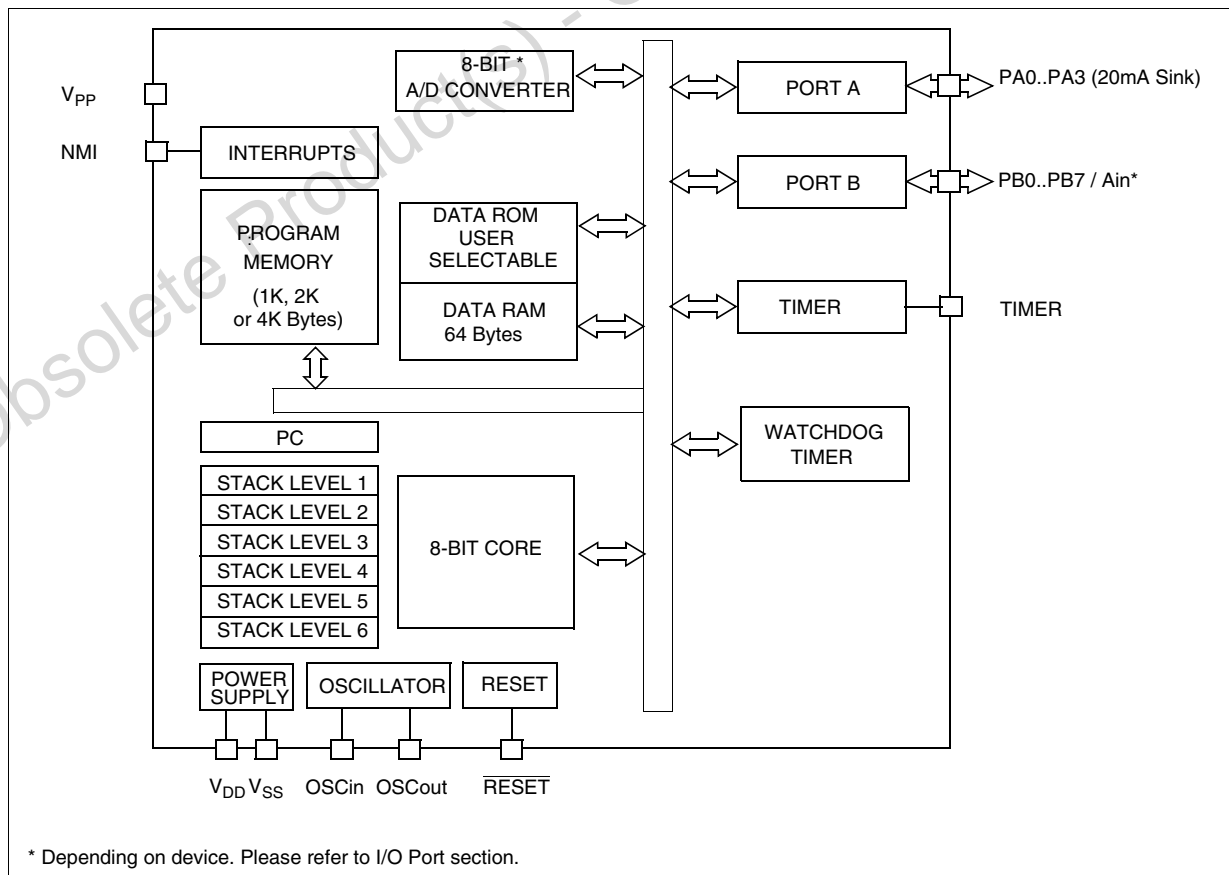 Obsolete Product(s) - 
8-BIT *
A/D CONVERTER
PORT A
PA0..PA3 (20mA Sink)
VPP
NMI
INTERRUPTS
PORT B
PB0..PB7 / Ain*
PROGRAM
MEMORY
(1K, 2K
or 4K Bytes)
DATA ROM
USER
SELECTABLE
DATA RAM
64 Bytes
TIMER
TIMER
PC
WATCHDOG
TIMER
STACK LEVEL 1
STACK LEVEL 2
STACK LEVEL 3
STACK LEVEL 4
STACK LEVEL 5
STACK LEVEL 6
8-BIT CORE
POWER
SUPPLY
OSCILLATOR
RESET
VDD VSS
OSCin
OSCout
RESET
* Depending on device. Please refer to I/O Port section.